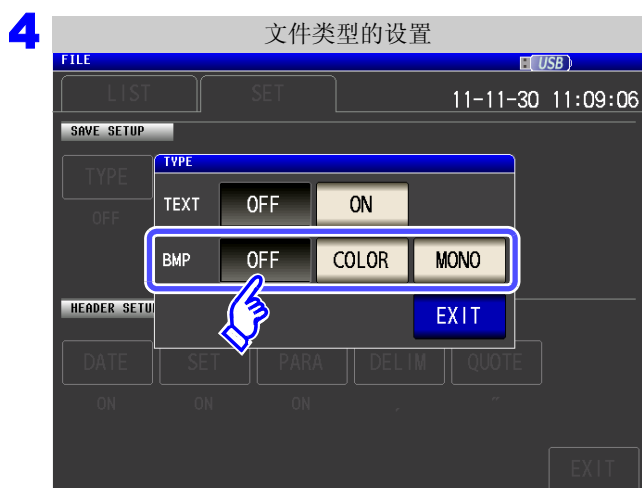 4
文件类型的设置
FILE USB
LIST SET 11-11-30 11:09:06
SAVE SETUP
TYPE
OFF
TYPE
TEXT OFF ON
BMP OFF COLOR MONO
EXIT
HEADER SETU
DATE SET PARA DELIM QUOTE
ON ON ON , ~
EXIT